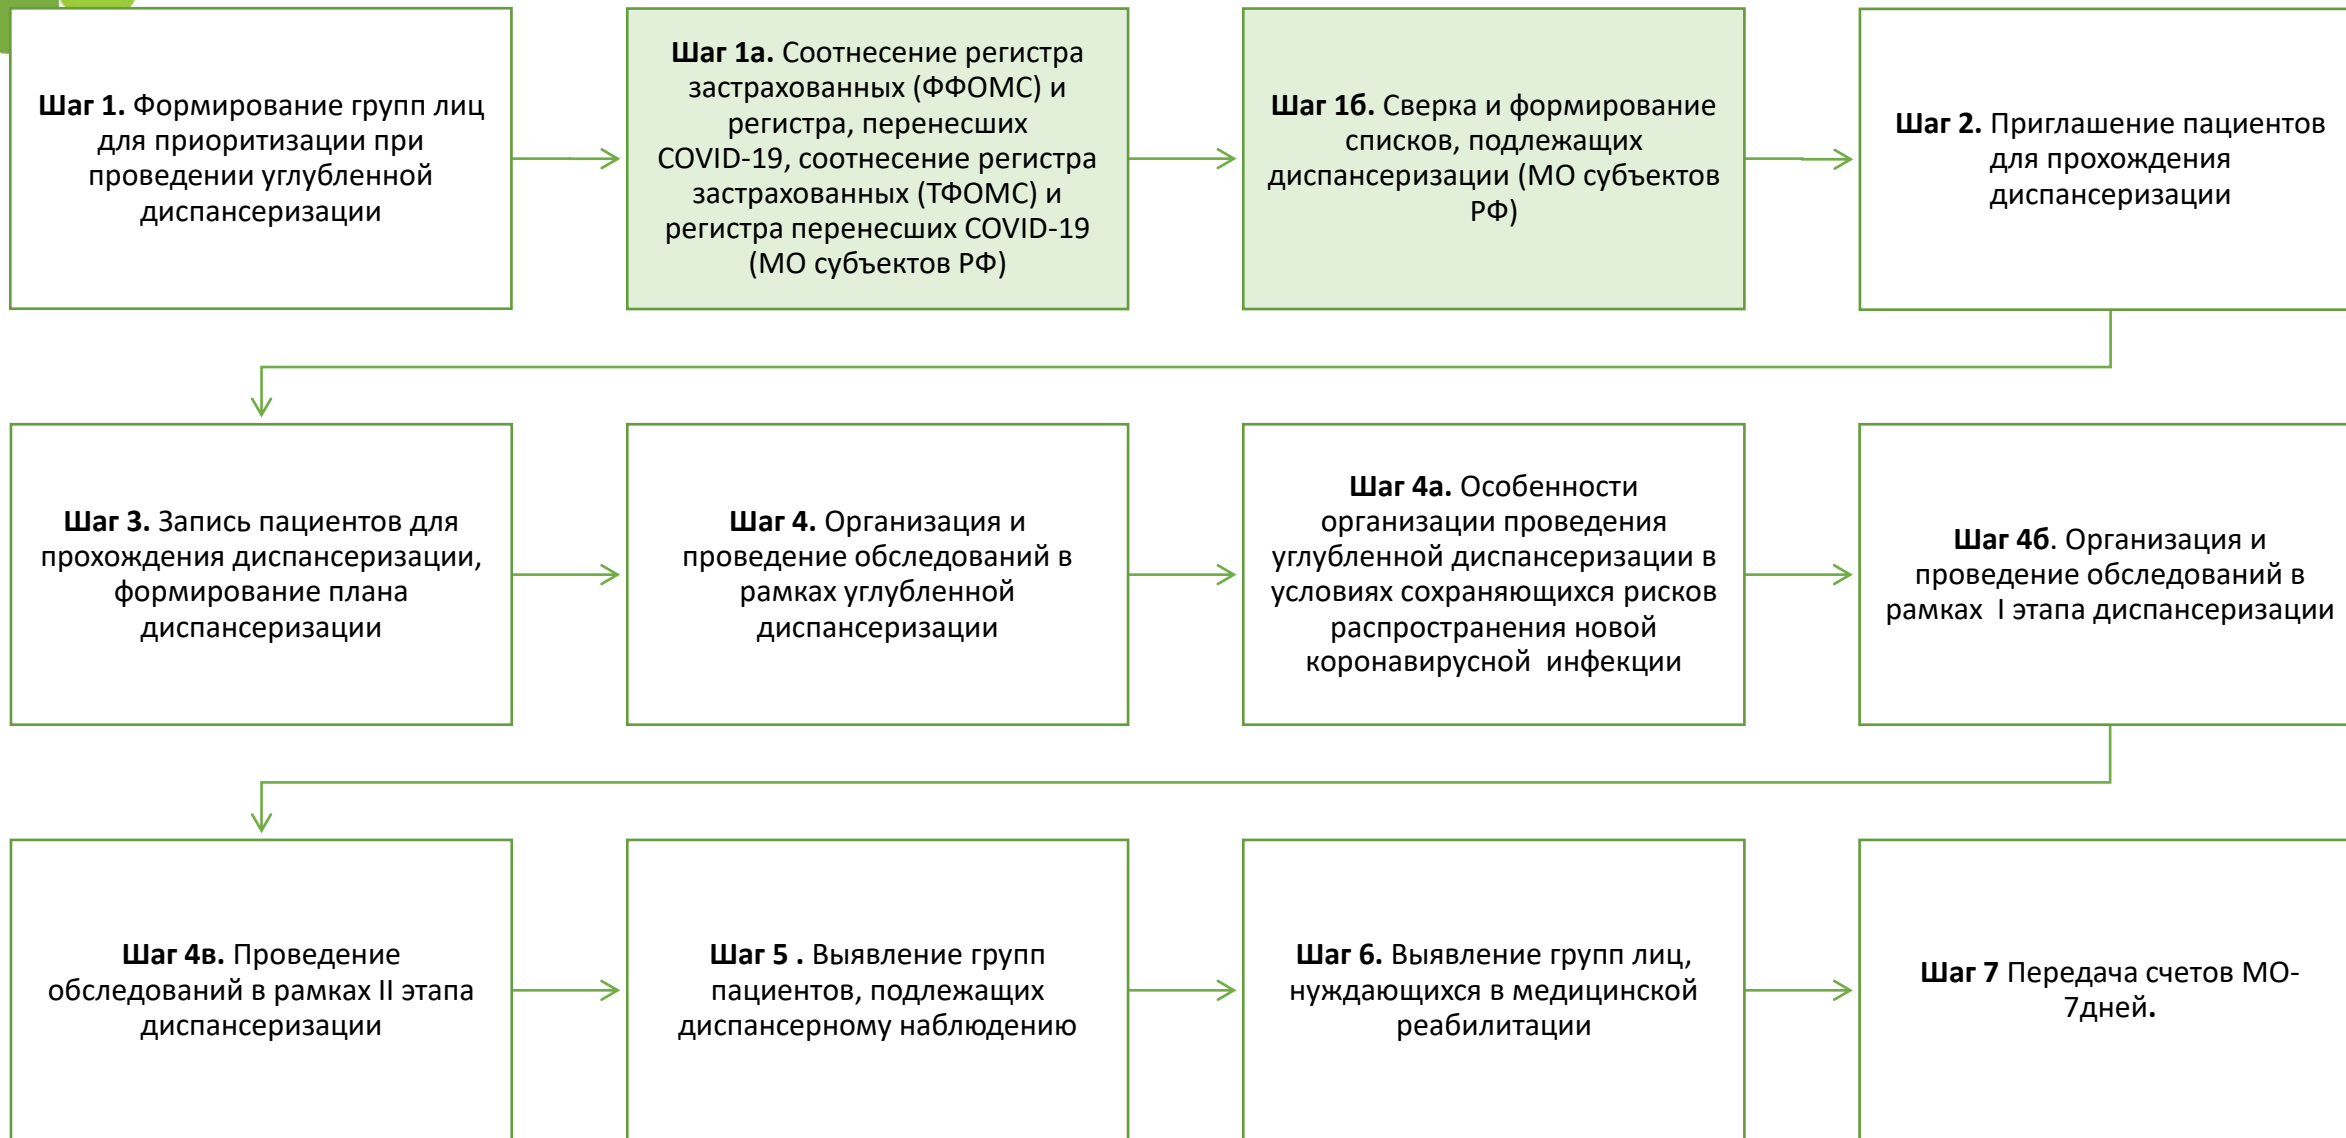 Шаг 1. Формирование групп лиц
для приоритизации при
проведении углубленной
диспансеризации
Шаг 1а. Соотнесение регистра
застрахованных (ФФОМС) и
регистра, перенесших
COVID-19, соотнесение регистра
застрахованных (ТФОМС) и
регистра перенесших COVID-19
(МО субъектов РФ)
Шаг 1б. Сверка и формирование
списков, подлежащих
диспансеризации (МО субъектов
РФ)
Шаг 2. Приглашение пациентов
для прохождения
диспансеризации
Шаг 3. Запись пациентов для
прохождения диспансеризации,
формирование плана
диспансеризации
Шаг 4. Организация и
проведение обследований в
рамках углубленной
диспансеризации
Шаг 4а. Особенности
организации проведения
углубленной диспансеризации в
условиях сохраняющихся рисков
распространения новой
коронавирусной  инфекции
Шаг 4б. Организация и
проведение обследований в
рамках  I этапа диспансеризации
Шаг 4в. Проведение
обследований в рамках II этапа
диспансеризации
Шаг 5 . Выявление групп
пациентов, подлежащих
диспансерному наблюдению
Шаг 6. Выявление групп лиц,
нуждающихся в медицинской
реабилитации
Шаг 7 Передача счетов МО-
7дней.